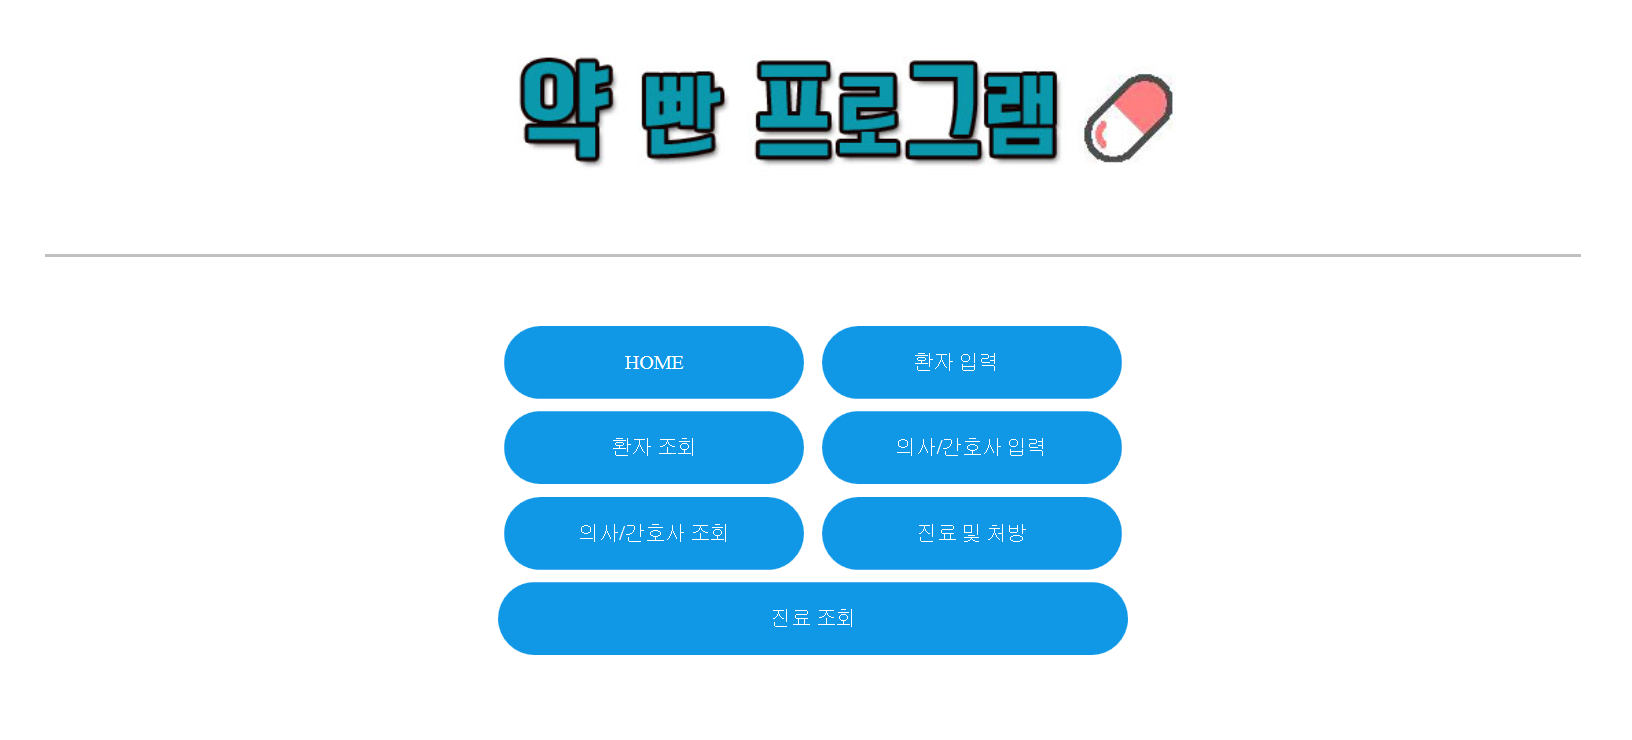 약 빤 프로그램
HOME
환자 입력
환자 조회
의사/간호사 입력
의사/간호사 조회
진료 및 처방
진료 조회